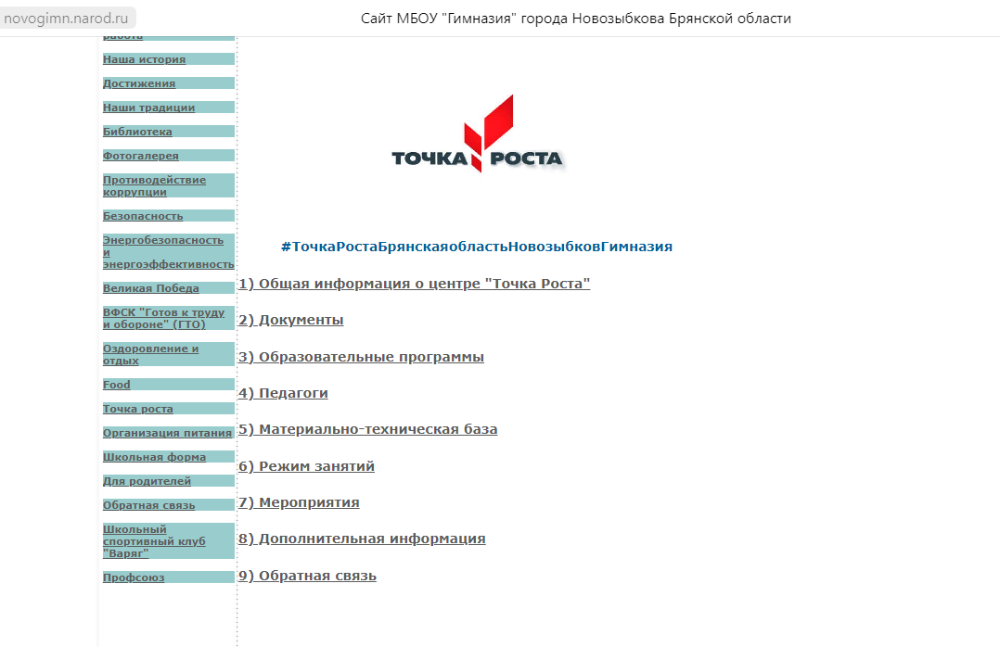 novogimn.narod.ru
Сайт МБОУ "Гимназия" города Новозыбкова Брянской области
работа
Наша история
Достижения
Наши традиции
Библиотека
Фотогалерея
Противодействие
коррупции
Безопасность
Энергобезопасность
и
энергоэффективность
Великая Победа
ВФСК "Готов к труду
и обороне" (ГТО)
Оздоровление и
отдых
Food
Точка роста
Организация питания
Школьная форма
Для родителей
Обратная связь
Школьный
спортивный клуб
"Варяг"
Профсоюз
ТОЧКА РОСТА
#ТочкаРостаБрянскаяобластьНовозыбковГимназия
1) Общая информация о центре "Точка Роста"
2) Документы
3) Образовательные программы
4) Педагоги
5) Материально-техническая база
6) Режим занятий
7) Мероприятия
8) Дополнительная информация
9) Обратная связь